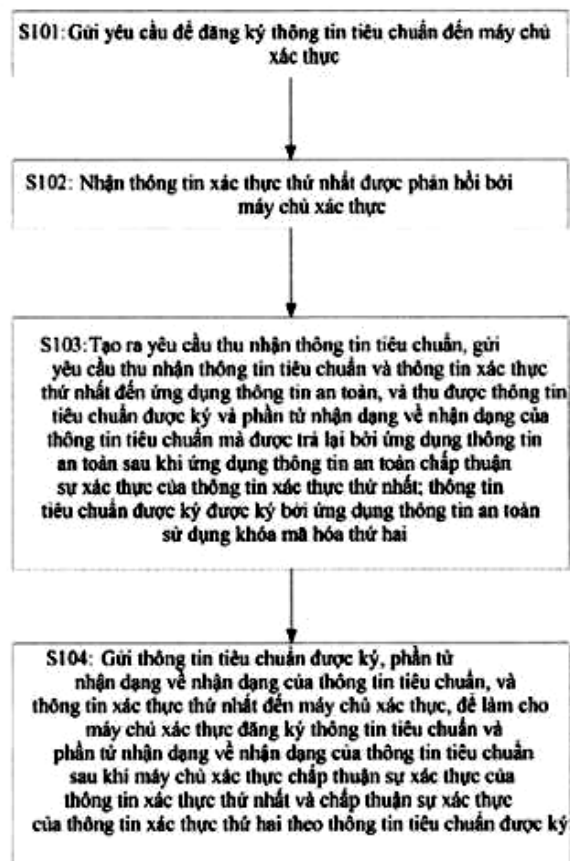 S101: Gửi yêu cầu để đăng ký thông tin tiêu chuẩn đến máy chủ
xác thực
S102: Nhận thông tin xác thực thứ nhất được phản hồi bởi
máy chủ xác thực
S103:Tạo ra yêu cầu thu nhận thông tin tiêu chuẩn, gửi
yêu cầu thu nhận thông tin tiêu chuẩn và thông tin xác thực
thứ nhất đến ứng dụng thông tin an toàn, và thu được thông tin
tiêu chuẩn được ký và phần tử nhận dạng về nhận dạng của
thông tin tiêu chuẩn mà được trả lại bởi ứng dụng thông tin
an toàn sau khi ứng dụng thông tin an toàn chấp thuận
sự xác thực của thông tin xác thực thứ nhất; thông tin
tiêu chuẩn được ký được ký bởi ứng dụng thông tin an toàn
sử dụng khóa mã hóa thứ hai
S104: Gửi thông tin tiêu chuẩn được ký, phần tử
nhận dạng về nhận dạng của thông tin tiêu chuẩn, và
thông tin xác thực thứ nhất đến máy chủ xác thực, để làm cho
máy chủ xác thực đăng ký thông tin tiêu chuẩn và
phần tử nhận dạng về nhận dạng của thông tin tiêu chuẩn
sau khi máy chủ xác thực chấp thuận sự xác thực của
thông tin xác thực thứ nhất và chấp thuận sự xác thực
của thông tin xác thực thứ hai theo thông tin tiêu chuẩn được ký